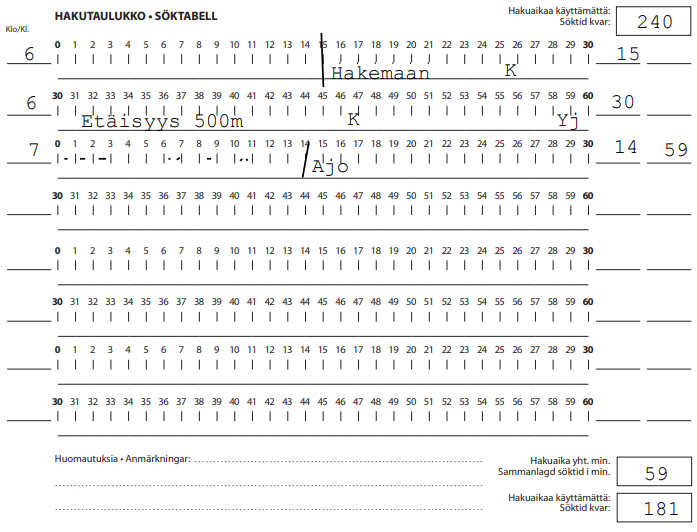 HAKUTAULUKKO • SÖKTABELL
Hakuaikaa käyttämättä:
Söktid kvar:
240
Klo/Kl.
6
0 1 2 3 4 5 6 7 8 9 10 11 12 13 14 15 16 17 18 19 20 21 22 23 24 25 26 27 28 29 30
15
Hakemaan K
6
30 31 32 33 34 35 36 37 38 39 40 41 42 43 44 45 46 47 48 49 50 51 52 53 54 55 56 57 58 59 60
30
Etäisyys 500m K Yj
7
0 1 2 3 4 5 6 7 8 9 10 11 12 13 14 15 16 17 18 19 20 21 22 23 24 25 26 27 28 29 30
14 59
Ajo
30 31 32 33 34 35 36 37 38 39 40 41 42 43 44 45 46 47 48 49 50 51 52 53 54 55 56 57 58 59 60
0 1 2 3 4 5 6 7 8 9 10 11 12 13 14 15 16 17 18 19 20 21 22 23 24 25 26 27 28 29 30
30 31 32 33 34 35 36 37 38 39 40 41 42 43 44 45 46 47 48 49 50 51 52 53 54 55 56 57 58 59 60
0 1 2 3 4 5 6 7 8 9 10 11 12 13 14 15 16 17 18 19 20 21 22 23 24 25 26 27 28 29 30
30 31 32 33 34 35 36 37 38 39 40 41 42 43 44 45 46 47 48 49 50 51 52 53 54 55 56 57 58 59 60
Huomautuksia • Anmärkningar:
Hakuaika yht. min.
Sammanlagd söktid i min.
59
Hakuaikaa käyttämättä:
Söktid kvar:
181